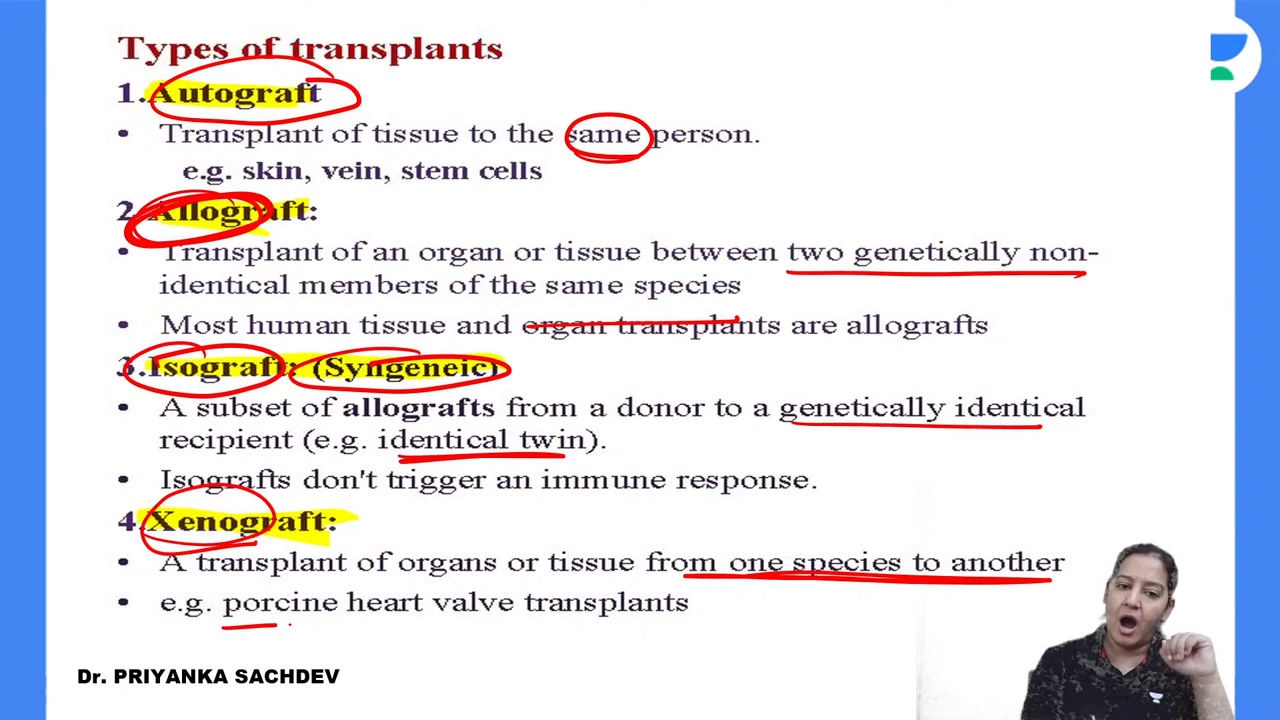 Types of transplants
1.Autograft
• Transplant of tissue to the same person.
e.g. skin, vein, stem cells
2.Allograft:
• Transplant of an organ or tissue between two genetically non-
identical members of the same species
• Most human tissue and organ transplants are allografts
3.Isograft: (Syngeneic)
• A subset of allografts from a donor to a genetically identical
recipient (e.g. identical twin).
• Isografts don't trigger an immune response.
4.Xenograft:
• A transplant of organs or tissue from one species to another
• e.g. porcine heart valve transplants
Dr. PRIYANKA SACHDEV